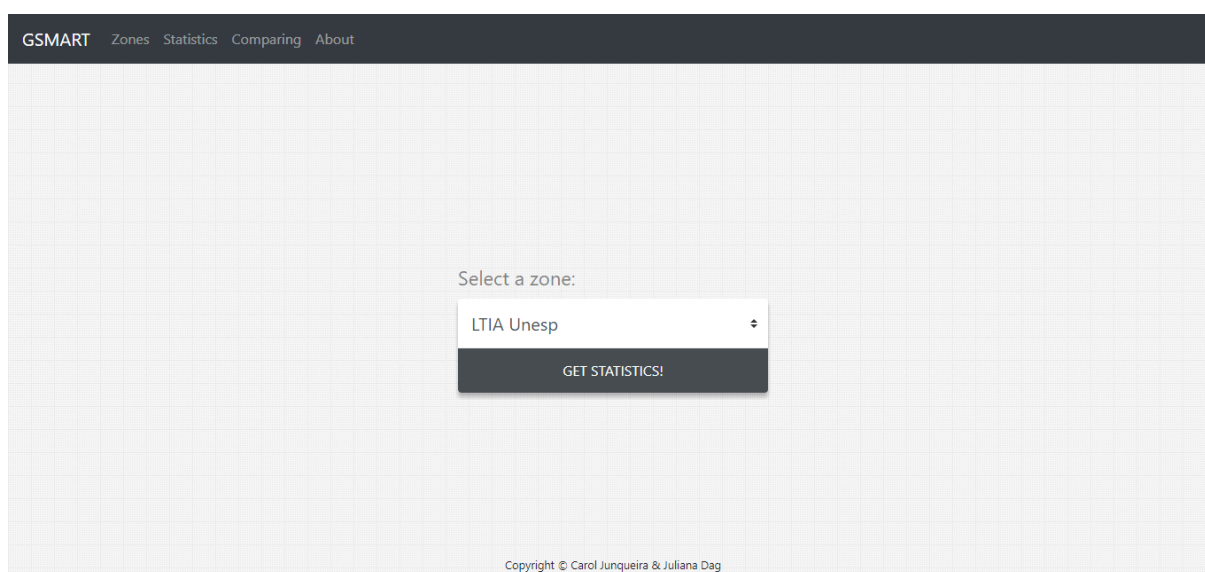 GSMART Zones Statistics Comparing About
Select a zone:
LTIA Unesp
GET STATISTICS!
Copyright © Carol Junqueira & Juliana Dag